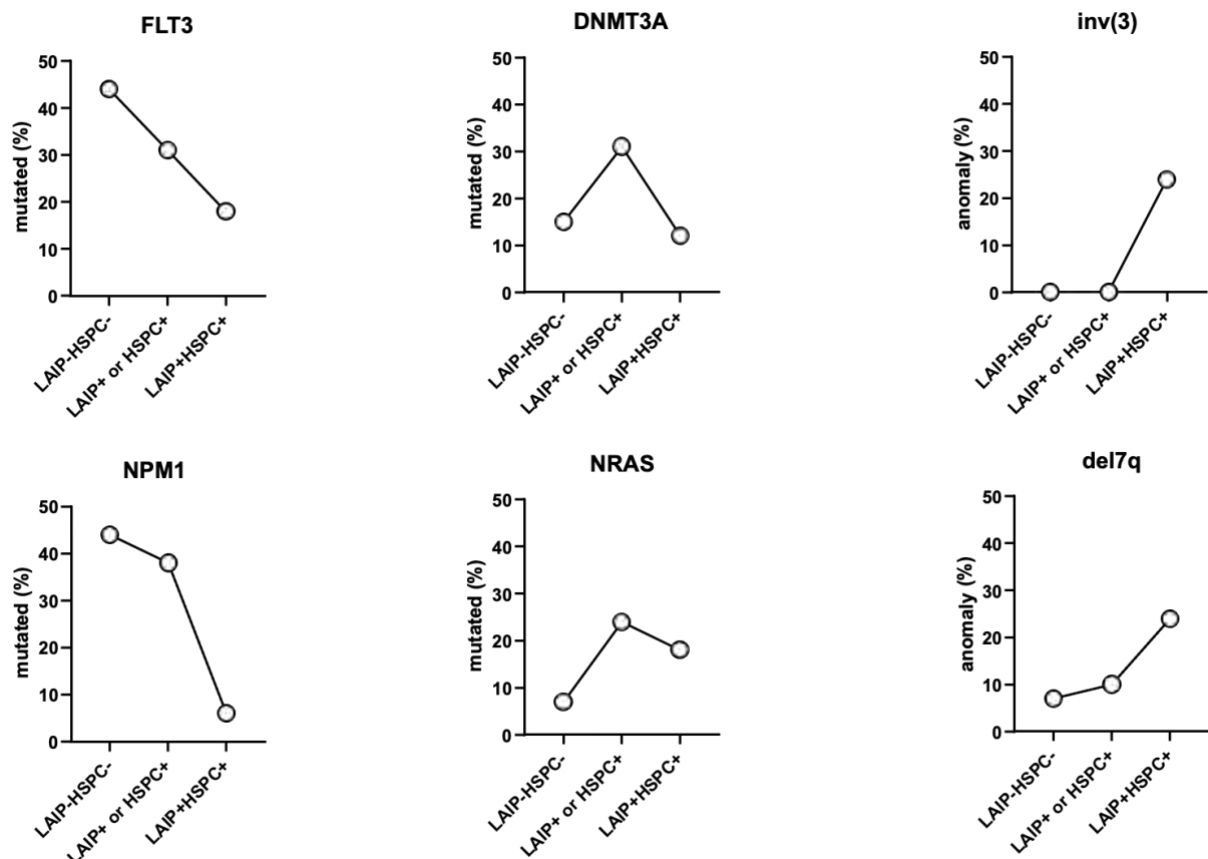 FLT3
mutated (%)
50
40
30
20
10
0
LAIP-HSPC-
LAIP+ or HSPC+
LAIP+HSPC+
DNMT3A
mutated (%)
50
40
30
20
10
0
LAIP-HSPC-
LAIP+ or HSPC+
LAIP+HSPC+
inv(3)
anomaly (%)
50
40
30
20
10
0
LAIP-HSPC-
LAIP+ or HSPC+
LAIP+HSPC+
NPM1
mutated (%)
50
40
30
20
10
0
LAIP-HSPC-
LAIP+ or HSPC+
LAIP+HSPC+
NRAS
mutated (%)
50
40
30
20
10
0
LAIP-HSPC-
LAIP+ or HSPC+
LAIP+HSPC+
del7q
anomaly (%)
50
40
30
20
10
0
LAIP-HSPC-
LAIP+ or HSPC+
LAIP+HSPC+